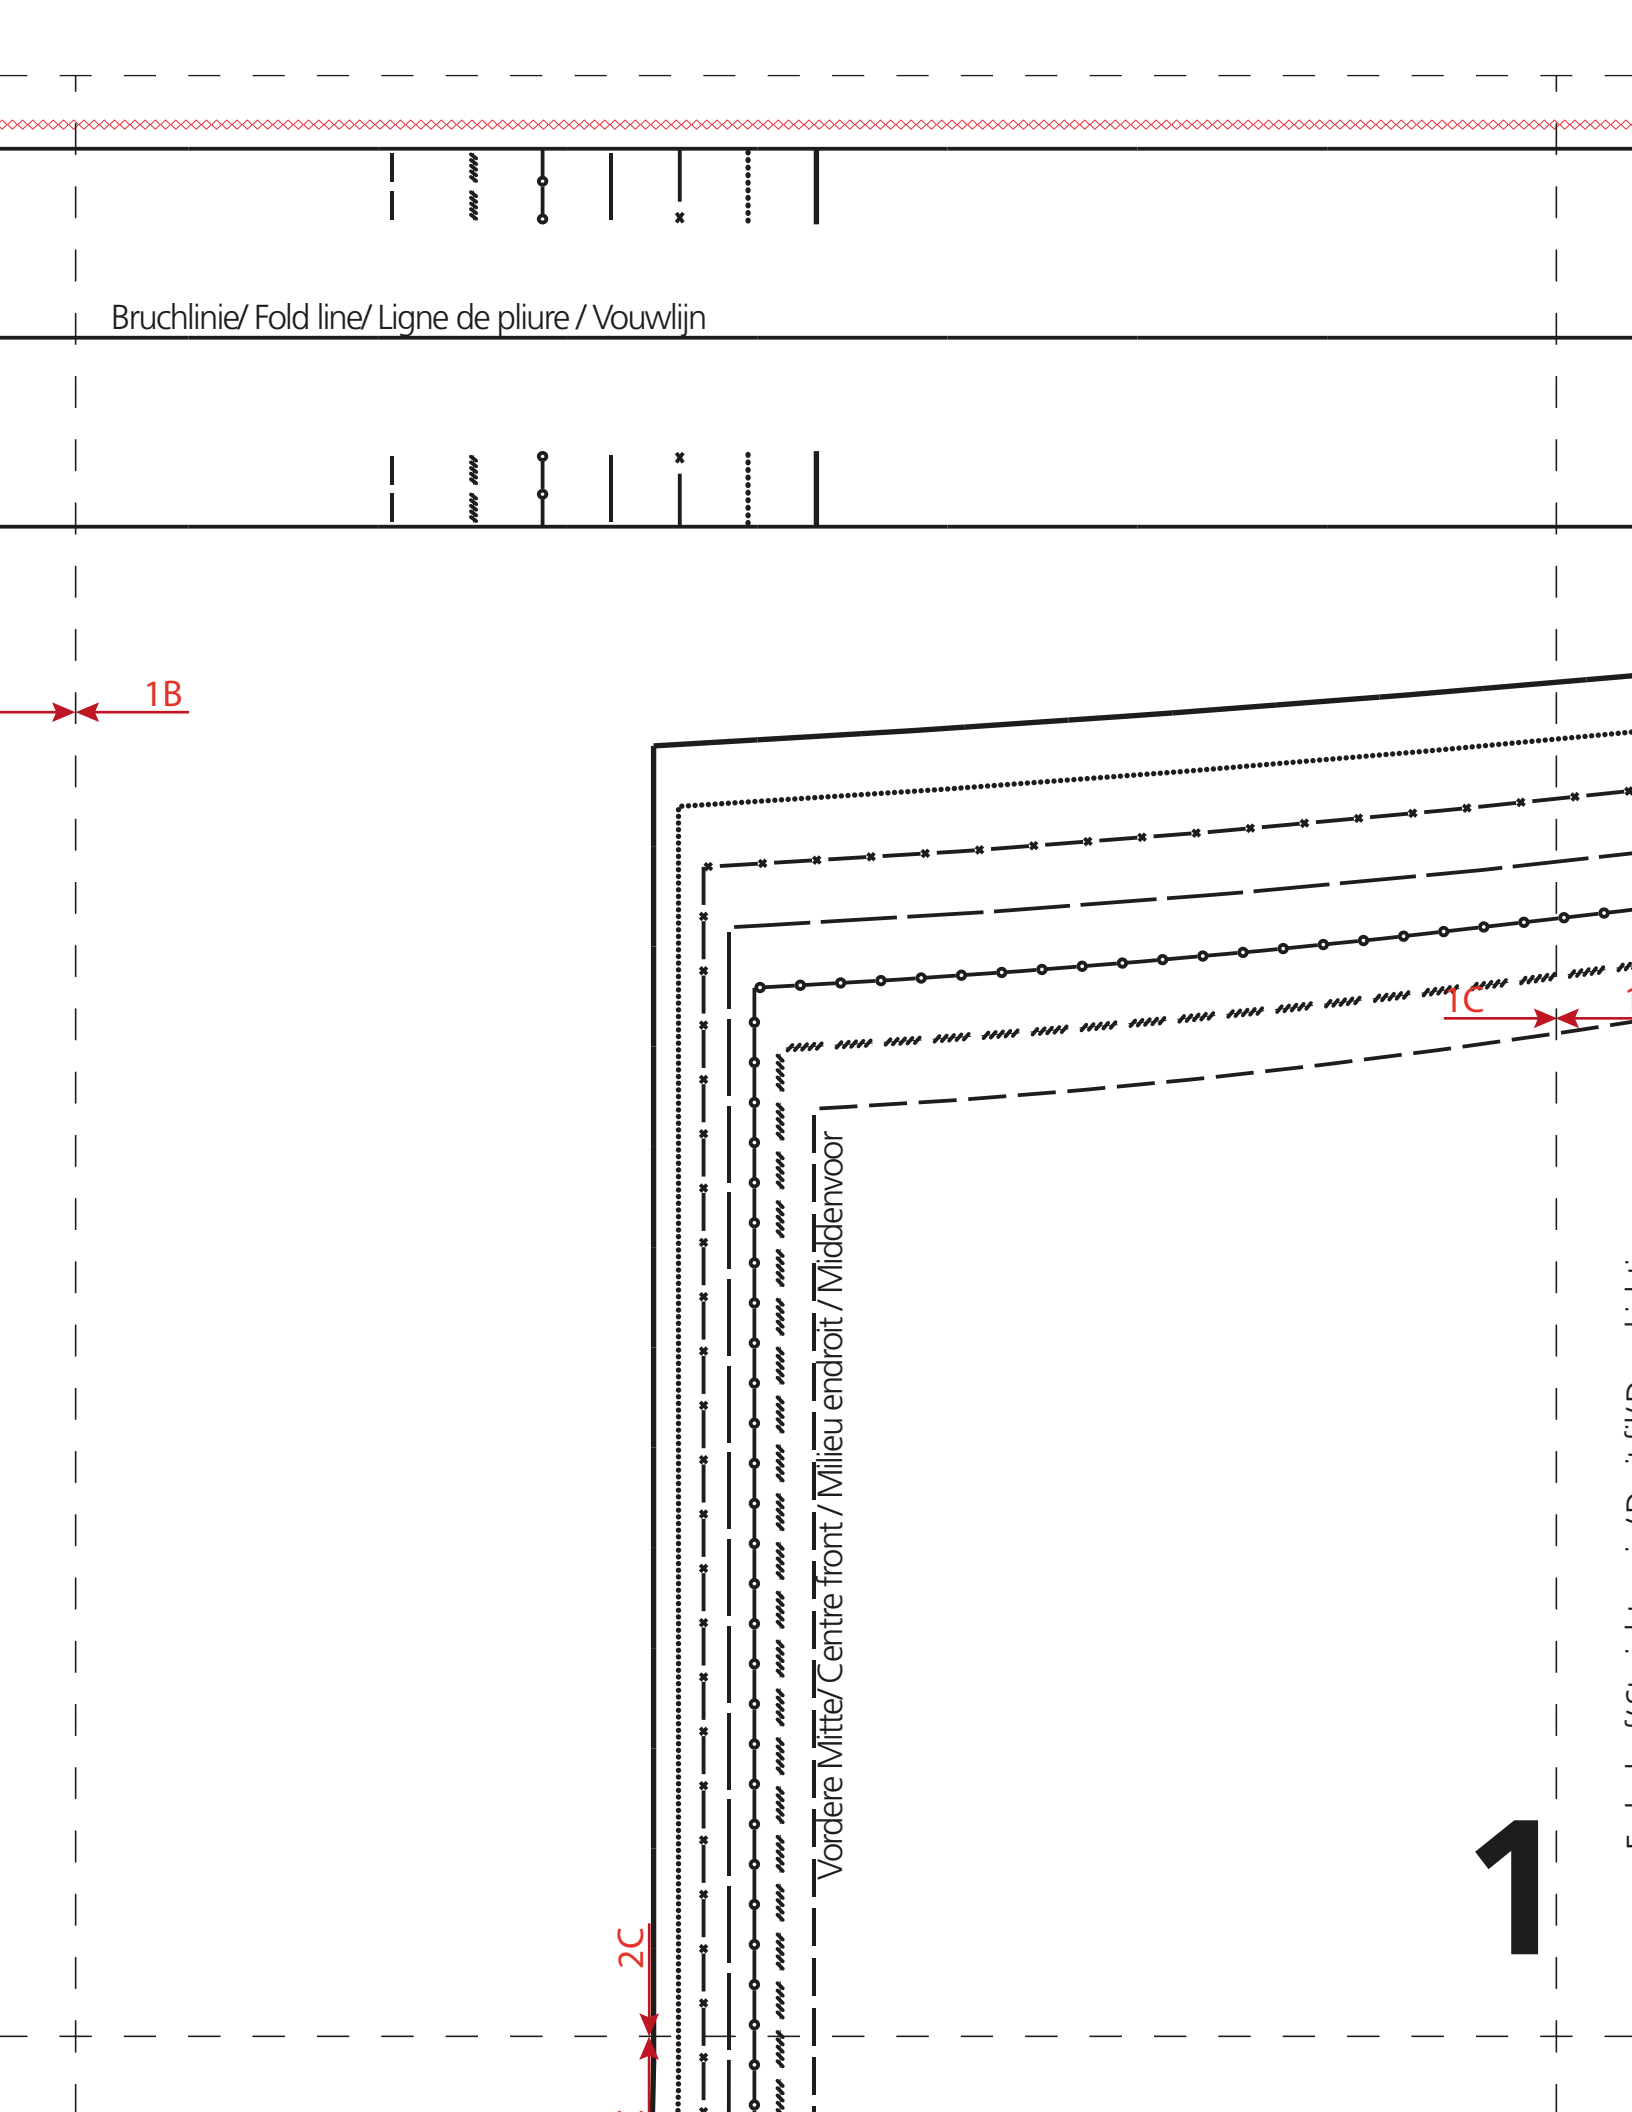 Bruchlinie/ Fold line/ Ligne de pliure / Vouwlijn
1B
1C
Vordere Mitte/ Centre front / Milieu endroit / Middenvoor
1
2C